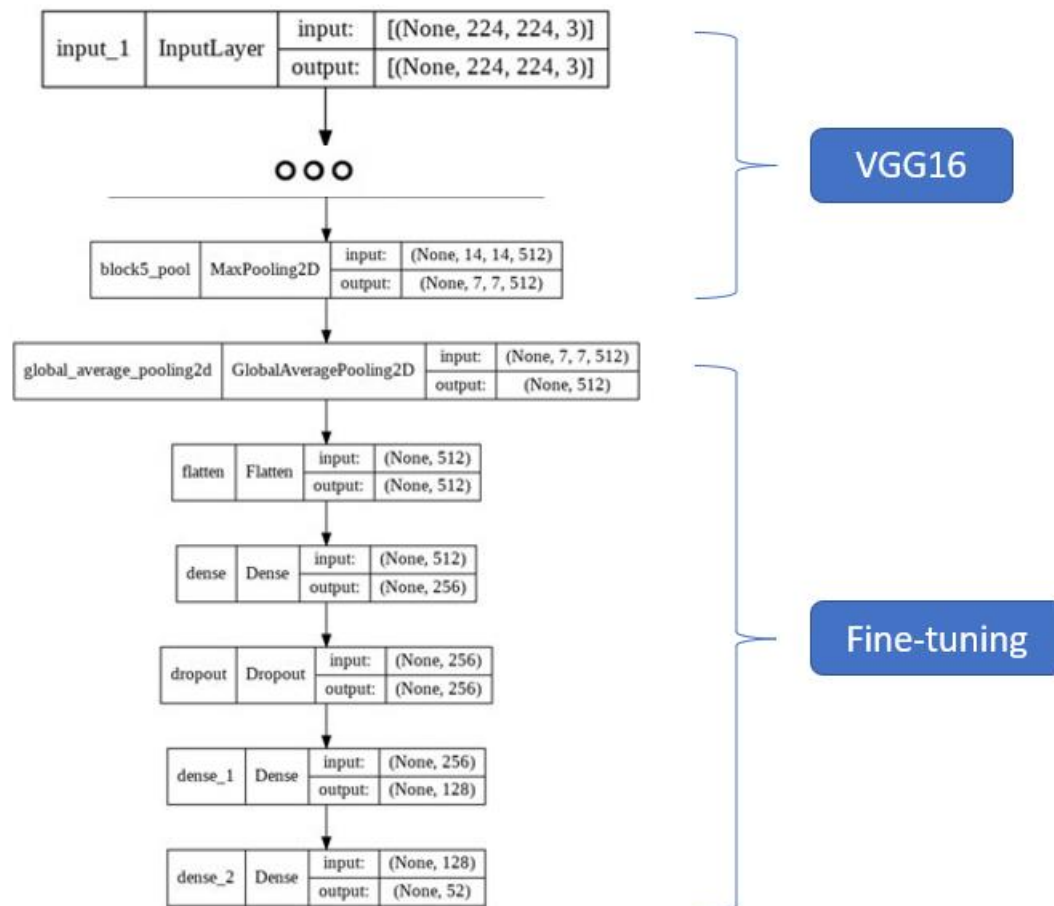 input_1 InputLayer input: [(None, 224, 224, 3)]
output: [(None, 224, 224, 3)]
VGG16
block5_pool MaxPooling2D input: (None, 14, 14, 512)
output: (None, 7, 7, 512)
global_average_pooling2d GlobalAveragePooling2D input: (None, 7, 7, 512)
output: (None, 512)
flatten Flatten input: (None, 512)
output: (None, 512)
dense Dense input: (None, 512)
output: (None, 256)
Fine-tuning
dropout Dropout input: (None, 256)
output: (None, 256)
dense_1 Dense input: (None, 256)
output: (None, 128)
dense_2 Dense input: (None, 128)
output: (None, 52)